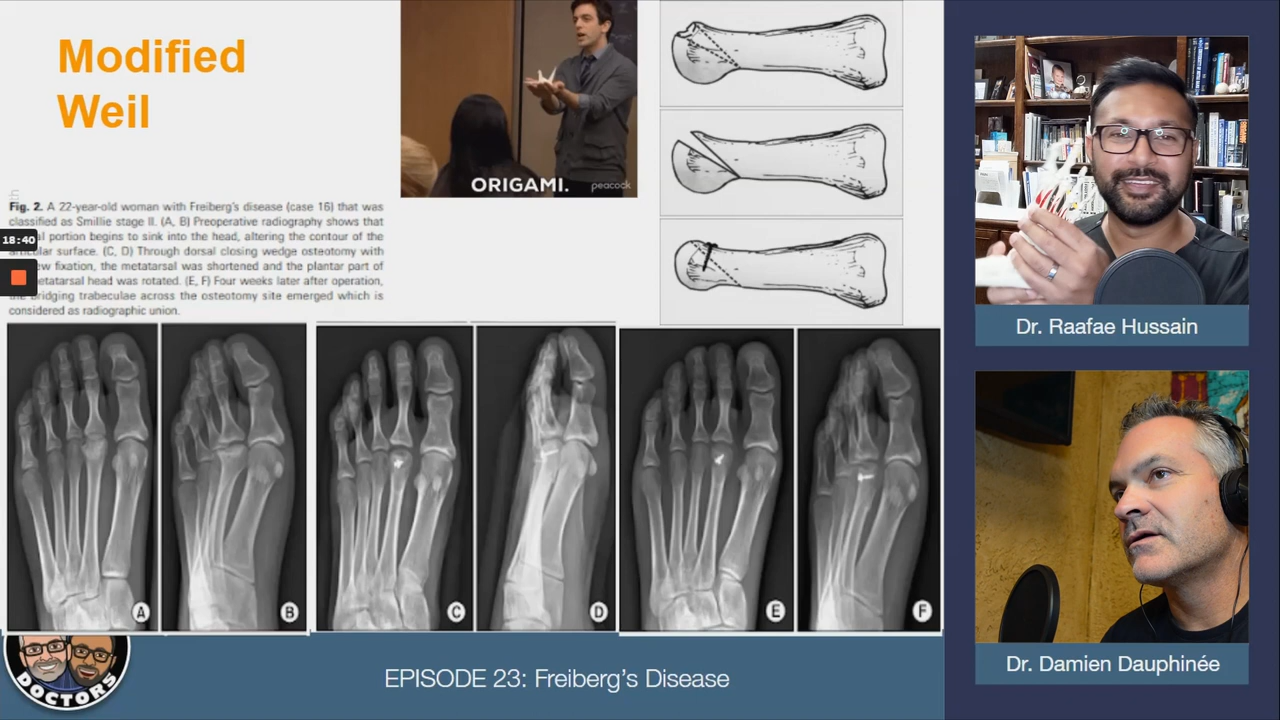 Modified
Weil
ORIGAMI.
peacock
Fig. 2. A 22-year-old woman with Freiberg's disease (case 16) that was
classified as Smillie stage II. (A, B) Preoperative radiography shows that
portion begins to sink into the head, altering the contour of the
articular surface. (C, D) Through dorsal closing wedge osteotomy with
fixation, the metatarsal was shortened and the plantar part of
metatarsal head was rotated. (E, F) Four weeks later after operation,
the bridging trabeculae across the osteotomy site emerged which is
considered as radiographic union.
18:40
A
B
C
D
E
F
DOCTORS
EPISODE 23: Freiberg's Disease
Dr. Raafae Hussain
Dr. Damien Dauphinée